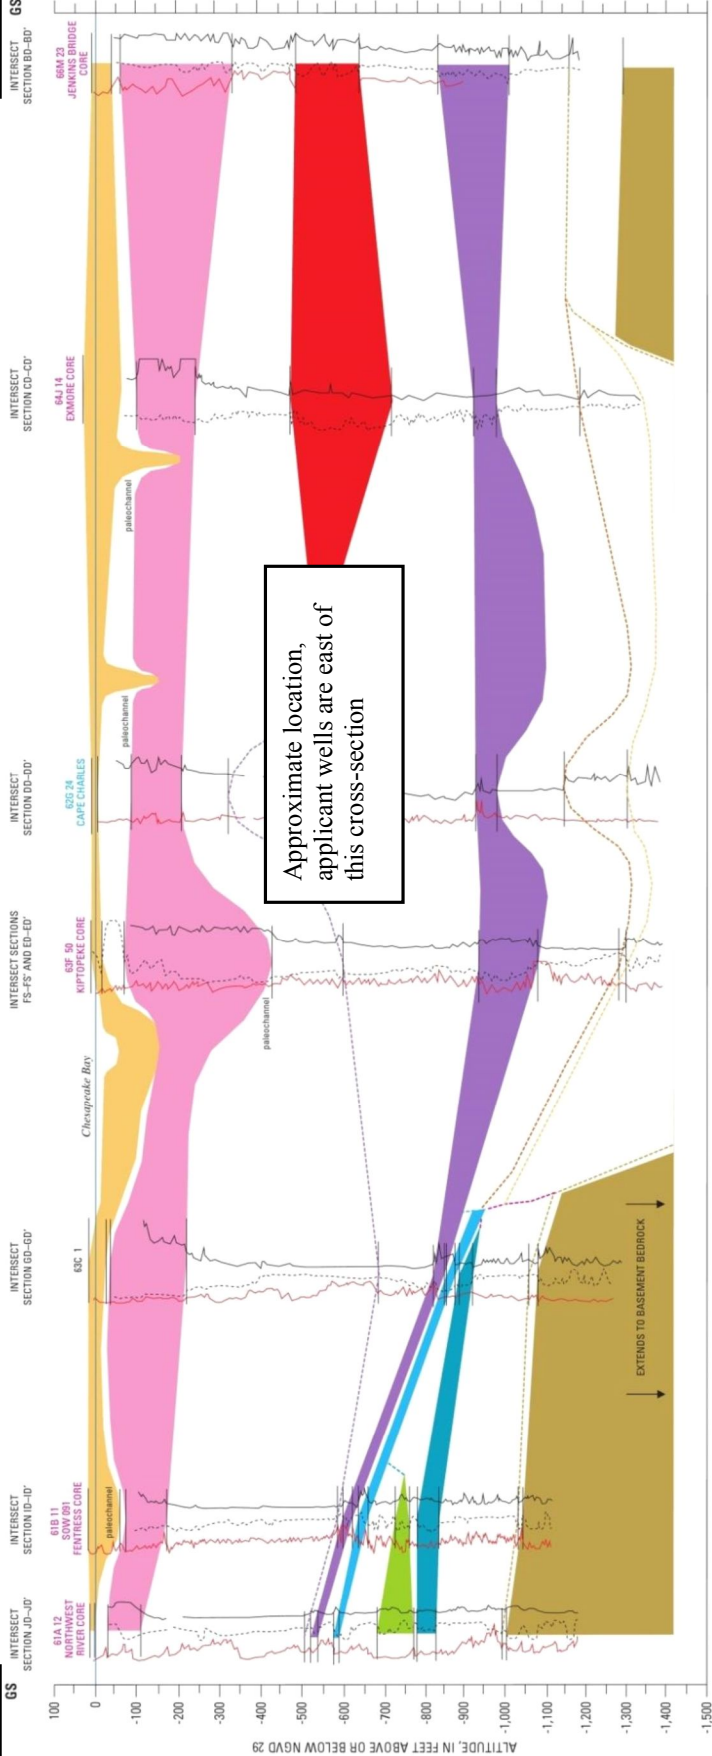 GS
GS
INTERSECT
SECTION JD–JD'
61A 12
NORTHWEST
RIVER CORE
INTERSECT
SECTION ID–ID'
61B 11
SOW 091
FENTRESS CORE
INTERSECT
SECTION GD–GD'
63C 1
INTERSECT SECTIONS
FS–FS' AND ED–ED'
63F 50
KIPTOPEKE CORE
INTERSECT
SECTION DD–DD'
62G 24
CAPE CHARLES
INTERSECT
SECTION CD–CD'
64J 14
EXMORE CORE
INTERSECT
SECTION BD–BD'
66M 23
JENKINS BRIDGE
CORE
Chesapeake Bay
paleochannel
paleochannel
paleochannel
paleochannel
Approximate location,
applicant wells are east of
this cross-section
EXTENDS TO BASEMENT BEDROCK
100
0
-100
-200
-300
-400
-500
-600
-700
-800
-900
-1,000
-1,100
-1,200
-1,300
-1,400
-1,500
ALTITUDE, IN FEET ABOVE OR BELOW NGVD 29